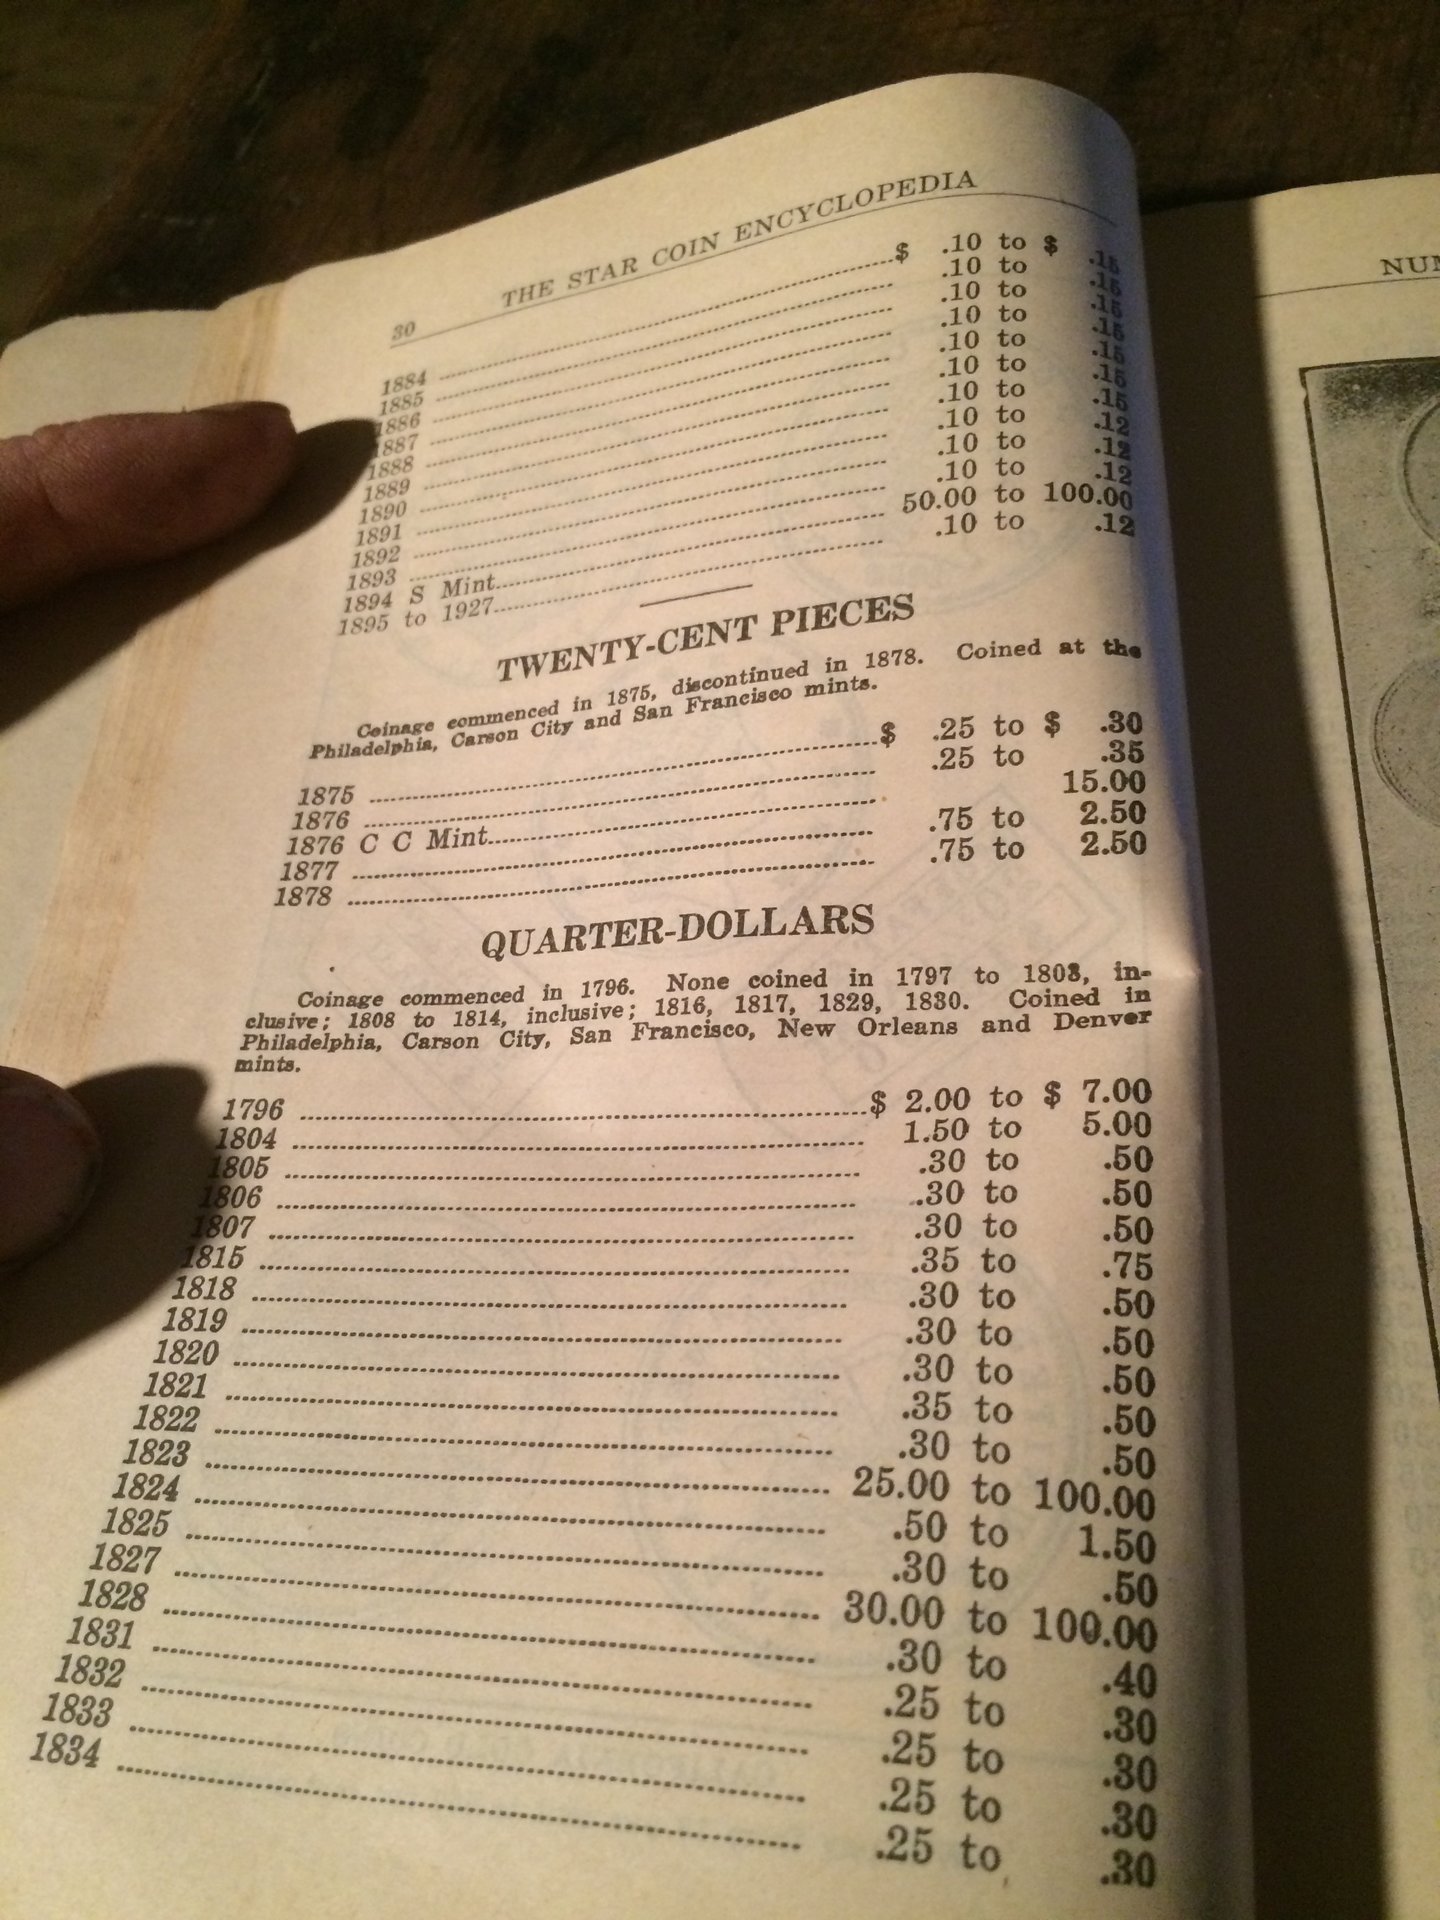 30 THE STAR COIN ENCYCLOPEDIA
1884 ........ $ .10 to $ .15
1885 ........ .10 to .15
1886 ........ .10 to .15
1887 ........ .10 to .15
1888 ........ .10 to .15
1889 ........ .10 to .15
1890 ........ .10 to .15
1891 ........ .10 to .12
1892 ........ .10 to .12
1893 ........ .10 to .12
1894 S Mint........ 50.00 to 100.00
1895 to 1927........ .10 to .12
TWENTY-CENT PIECES
Coinage commenced in 1875, discontinued in 1878. Coined at the
Philadelphia, Carson City and San Francisco mints.
1875 ........ $ .25 to $ .30
1876 ........ .25 to .35
1876 C C Mint........ 15.00
1877 ........ .75 to 2.50
1878 ........ .75 to 2.50
QUARTER-DOLLARS
Coinage commenced in 1796. None coined in 1797 to 1803, in-
clusive; 1808 to 1814, inclusive; 1816, 1817, 1829, 1830. Coined in
Philadelphia, Carson City, San Francisco, New Orleans and Denver
mints.
1796 ........ $ 2.00 to $ 7.00
1804 ........ 1.50 to 5.00
1805 ........ .30 to .50
1806 ........ .30 to .50
1807 ........ .30 to .50
1815 ........ .35 to .75
1818 ........ .30 to .50
1819 ........ .30 to .50
1820 ........ .30 to .50
1821 ........ .35 to .50
1822 ........ .30 to .50
1823 ........ 25.00 to 100.00
1824 ........ .50 to 1.50
1825 ........ .30 to .50
1827 ........ 30.00 to 100.00
1828 ........ .30 to .40
1831 ........ .25 to .30
1832 ........ .25 to .30
1833 ........ .25 to .30
1834 ........ .25 to .30